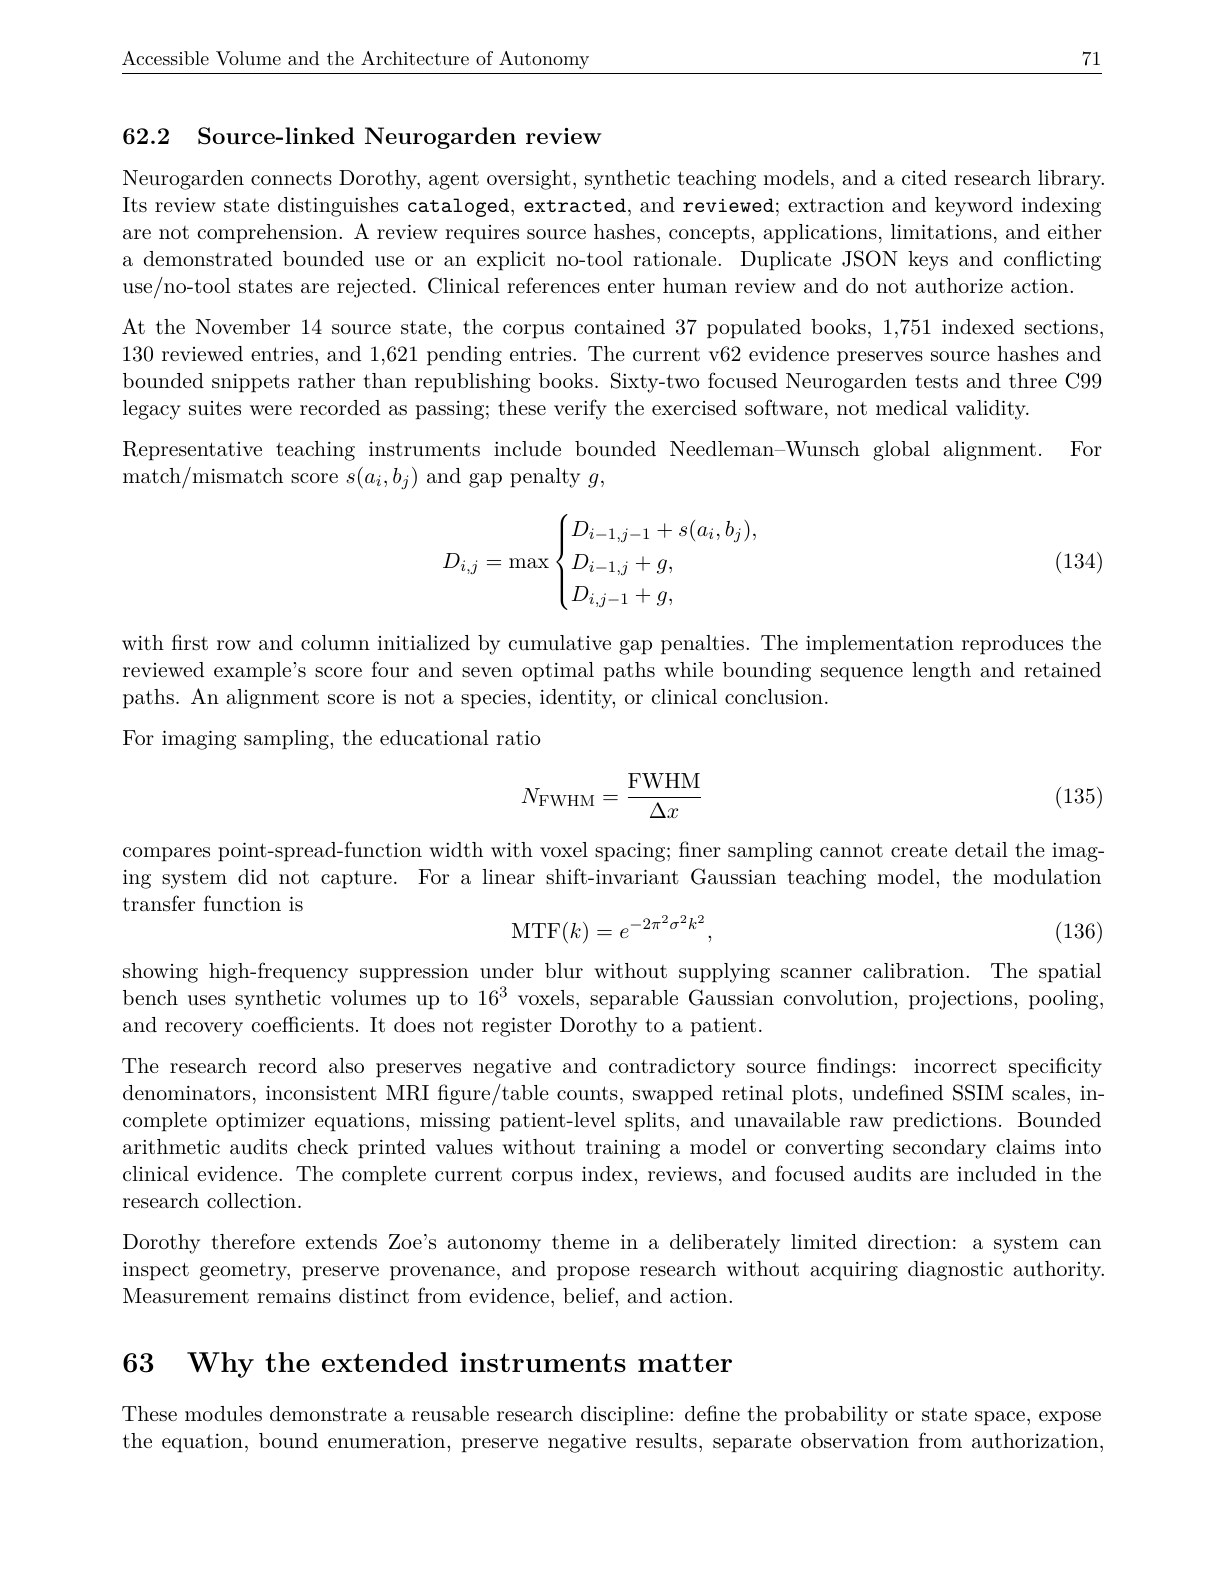 Accessible Volume and the Architecture of Autonomy 71
62.2 Source-linked Neurogarden review
Neurogarden connects Dorothy, agent oversight, synthetic teaching models, and a cited research library.
Its review state distinguishes cataloged, extracted, and reviewed; extraction and keyword indexing
are not comprehension. A review requires source hashes, concepts, applications, limitations, and either
a demonstrated bounded use or an explicit no-tool rationale. Duplicate JSON keys and conflicting
use/no-tool states are rejected. Clinical references enter human review and do not authorize action.
At the November 14 source state, the corpus contained 37 populated books, 1,751 indexed sections,
130 reviewed entries, and 1,621 pending entries. The current v62 evidence preserves source hashes and
bounded snippets rather than republishing books. Sixty-two focused Neurogarden tests and three C99
legacy suites were recorded as passing; these verify the exercised software, not medical validity.
Representative teaching instruments include bounded Needleman–Wunsch global alignment. For
match/mismatch score s(aᵢ, bⱼ) and gap penalty g,
D_{i,j} = max { D_{i−1,j−1} + s(aᵢ, bⱼ),
D_{i−1,j} + g, (134)
D_{i,j−1} + g,
with first row and column initialized by cumulative gap penalties. The implementation reproduces the
reviewed example's score four and seven optimal paths while bounding sequence length and retained
paths. An alignment score is not a species, identity, or clinical conclusion.
For imaging sampling, the educational ratio
N_{FWHM} = FWHM / Δx (135)
compares point-spread-function width with voxel spacing; finer sampling cannot create detail the imag-
ing system did not capture. For a linear shift-invariant Gaussian teaching model, the modulation
transfer function is
MTF(k) = e^{−2π²σ²k²}, (136)
showing high-frequency suppression under blur without supplying scanner calibration. The spatial
bench uses synthetic volumes up to 16³ voxels, separable Gaussian convolution, projections, pooling,
and recovery coefficients. It does not register Dorothy to a patient.
The research record also preserves negative and contradictory source findings: incorrect specificity
denominators, inconsistent MRI figure/table counts, swapped retinal plots, undefined SSIM scales, in-
complete optimizer equations, missing patient-level splits, and unavailable raw predictions. Bounded
arithmetic audits check printed values without training a model or converting secondary claims into
clinical evidence. The complete current corpus index, reviews, and focused audits are included in the
research collection.
Dorothy therefore extends Zoe's autonomy theme in a deliberately limited direction: a system can
inspect geometry, preserve provenance, and propose research without acquiring diagnostic authority.
Measurement remains distinct from evidence, belief, and action.
63 Why the extended instruments matter
These modules demonstrate a reusable research discipline: define the probability or state space, expose
the equation, bound enumeration, preserve negative results, separate observation from authorization,